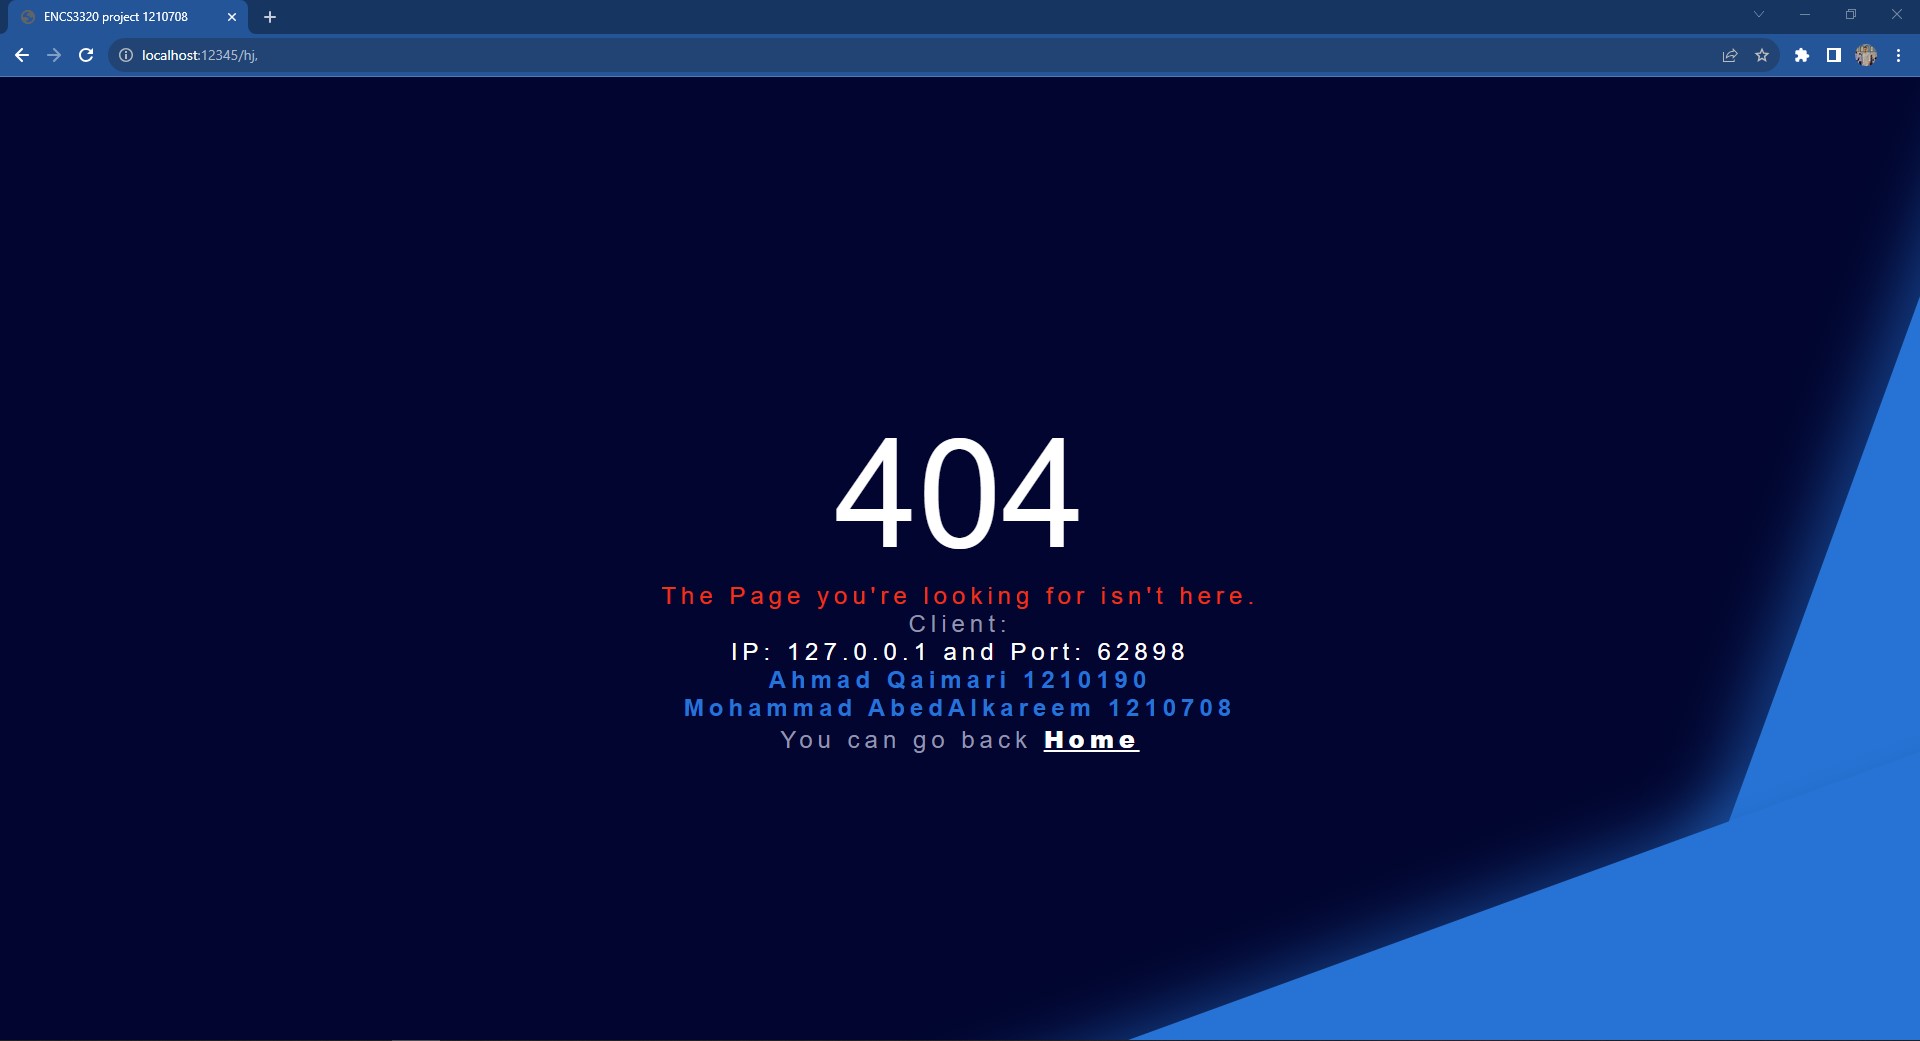 ENCS3320 project 1210708
localhost:12345/hj,
404
The Page you're looking for isn't here.
Client:
IP: 127.0.0.1 and Port: 62898
Ahmad Qaimari 1210190
Mohammad AbedAlkareem 1210708
You can go back Home